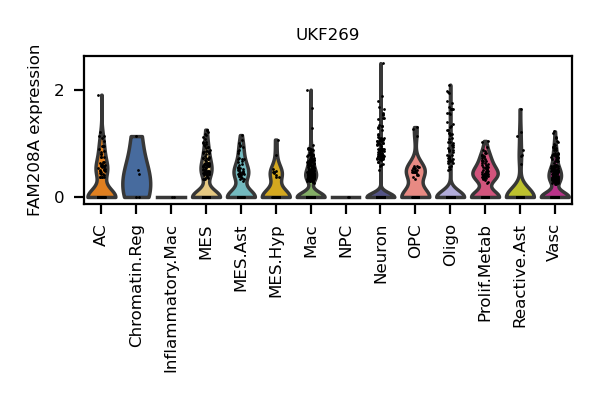 UKF269
FAM208A expression
2
0
AC
Chromatin.Reg
Inflammatory.Mac
MES
MES.Ast
MES.Hyp
Mac
NPC
Neuron
OPC
Oligo
Prolif.Metab
Reactive.Ast
Vasc